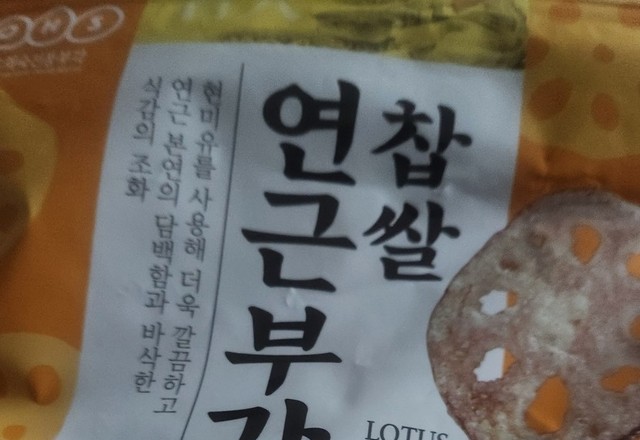 찹쌀
연근부각
현미유를 사용해 더욱 깔끔하고
연근 본연의 담백함과 바삭한
식감의 조화
LOTUS